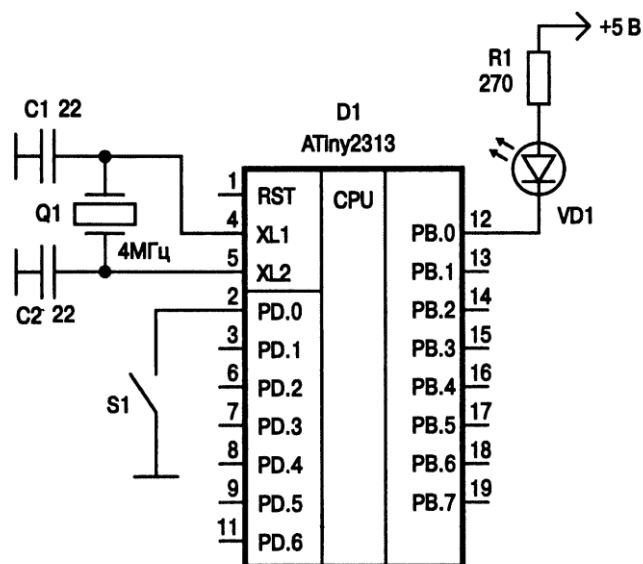 +5 В
R1
270
C1 22
D1
ATiny2313
1
RST
CPU
Q1
4
XL1
PB.0
12
VD1
4МГц
5
XL2
PB.1
13
C2 22
2
PD.0
PB.2
14
3
PD.1
PB.3
15
S1
6
PD.2
PB.4
16
7
PD.3
PB.5
17
8
PD.4
PB.6
18
9
PD.5
PB.7
19
11
PD.6